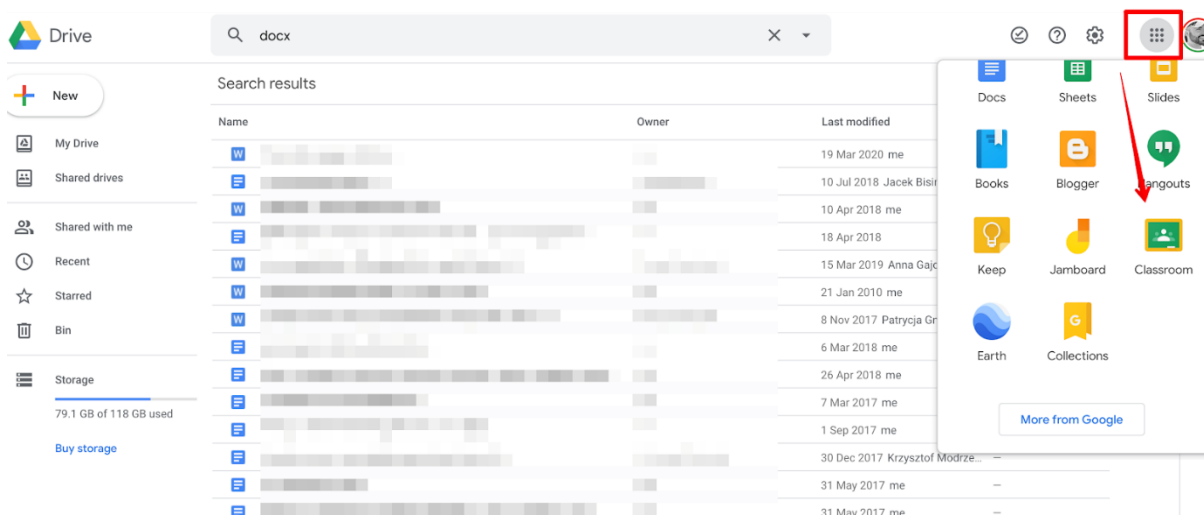 Drive
docx
New
My Drive
Shared drives
Shared with me
Recent
Starred
Bin
Storage
79.1 GB of 118 GB used
Buy storage
Search results
Name Owner Last modified
W 19 Mar 2020 me
10 Jul 2018 Jacek
W 10 Apr 2018 me
18 Apr 2018
W 15 Mar 2019 Anna
W 21 Jan 2010 me
W 8 Nov 2017 Patrycja
6 Mar 2018 me
26 Apr 2018 me
7 Mar 2017 me
1 Sep 2017 me
30 Dec 2017 Krzysztof Modrze... –
31 May 2017 me –
31 May 2017 me –
Docs Sheets Slides
Books Blogger Hangouts
Keep Jamboard Classroom
Earth Collections
More from Google